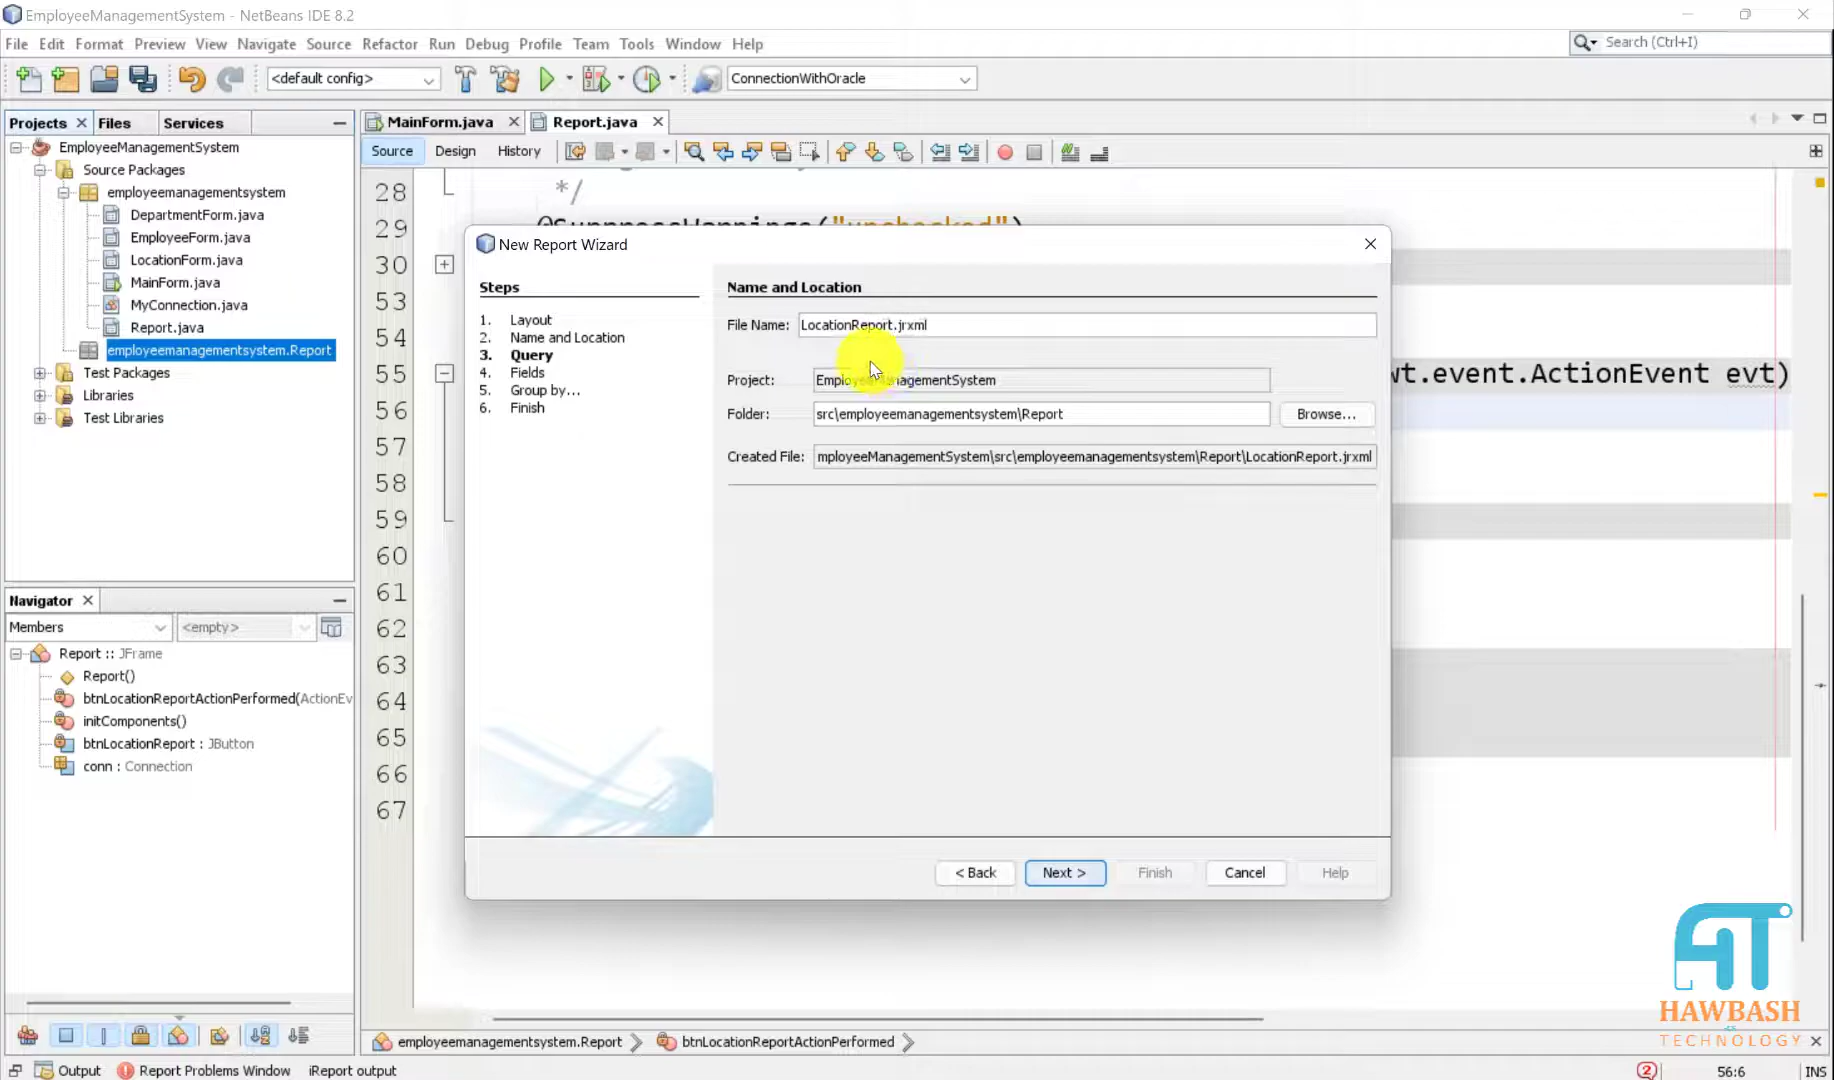 EmployeeManagementSystem - NetBeans IDE 8.2
File Edit Format Preview View Navigate Source Refactor Run Debug Profile Team Tools Window Help
Search (Ctrl+I)
<default config>
ConnectionWithOracle
Projects Files Services
MainForm.java Report.java
Source Design History
EmployeeManagementSystem
Source Packages
employeemanagementsystem
DepartmentForm.java
EmployeeForm.java
LocationForm.java
MainForm.java
MyConnection.java
Report.java
employeemanagementsystem.Report
Test Packages
Libraries
Test Libraries
28 */
29 @SuppressWarnings("unchecked")
30
53
54
55 wt.event.ActionEvent evt)
56
57
58
59
60
61
62
63
64
65
66
67
New Report Wizard
Steps
1. Layout
2. Name and Location
3. Query
4. Fields
5. Group by...
6. Finish
Name and Location
File Name: LocationReport.jrxml
Project: EmployeeManagementSystem
Folder: src\employeemanagementsystem\Report
Browse...
Created File: mployeeManagementSystem\src\employeemanagementsystem\Report\LocationReport.jrxml
< Back Next > Finish Cancel Help
Navigator
Members <empty>
Report :: JFrame
Report()
btnLocationReportActionPerformed(ActionEv
initComponents()
btnLocationReport : JButton
conn : Connection
employeemanagementsystem.Report btnLocationReportActionPerformed
HAWBASH
TECHNOLOGY
Output Report Problems Window iReport output
2 56:6 INS